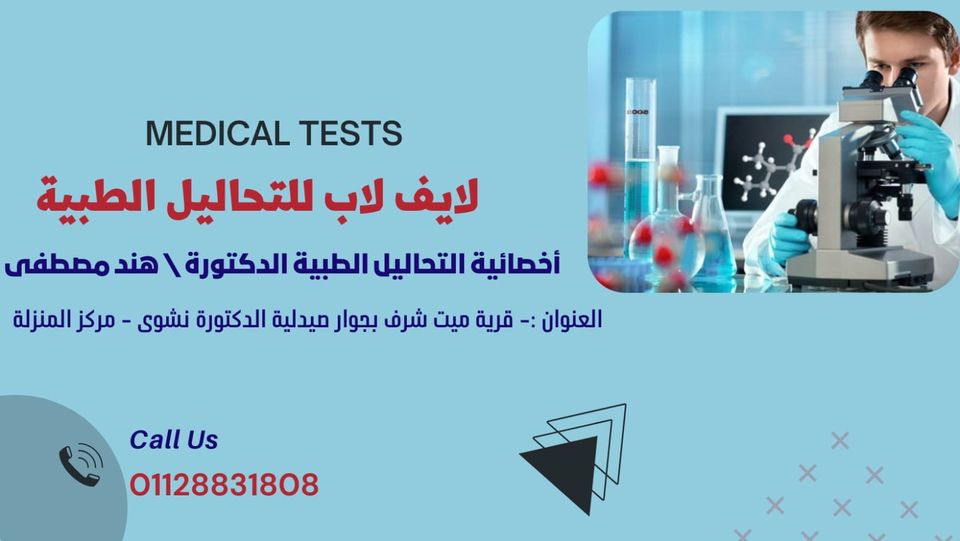 MEDICAL TESTS
لايف لاب للتحاليل الطبية
أخصائية التحاليل الطبية الدكتورة \ هند مصطفى
العنوان :- قرية ميت شرف بجوار صيدلية الدكتورة نشوى - مركز المنزلة
Call Us
01128831808